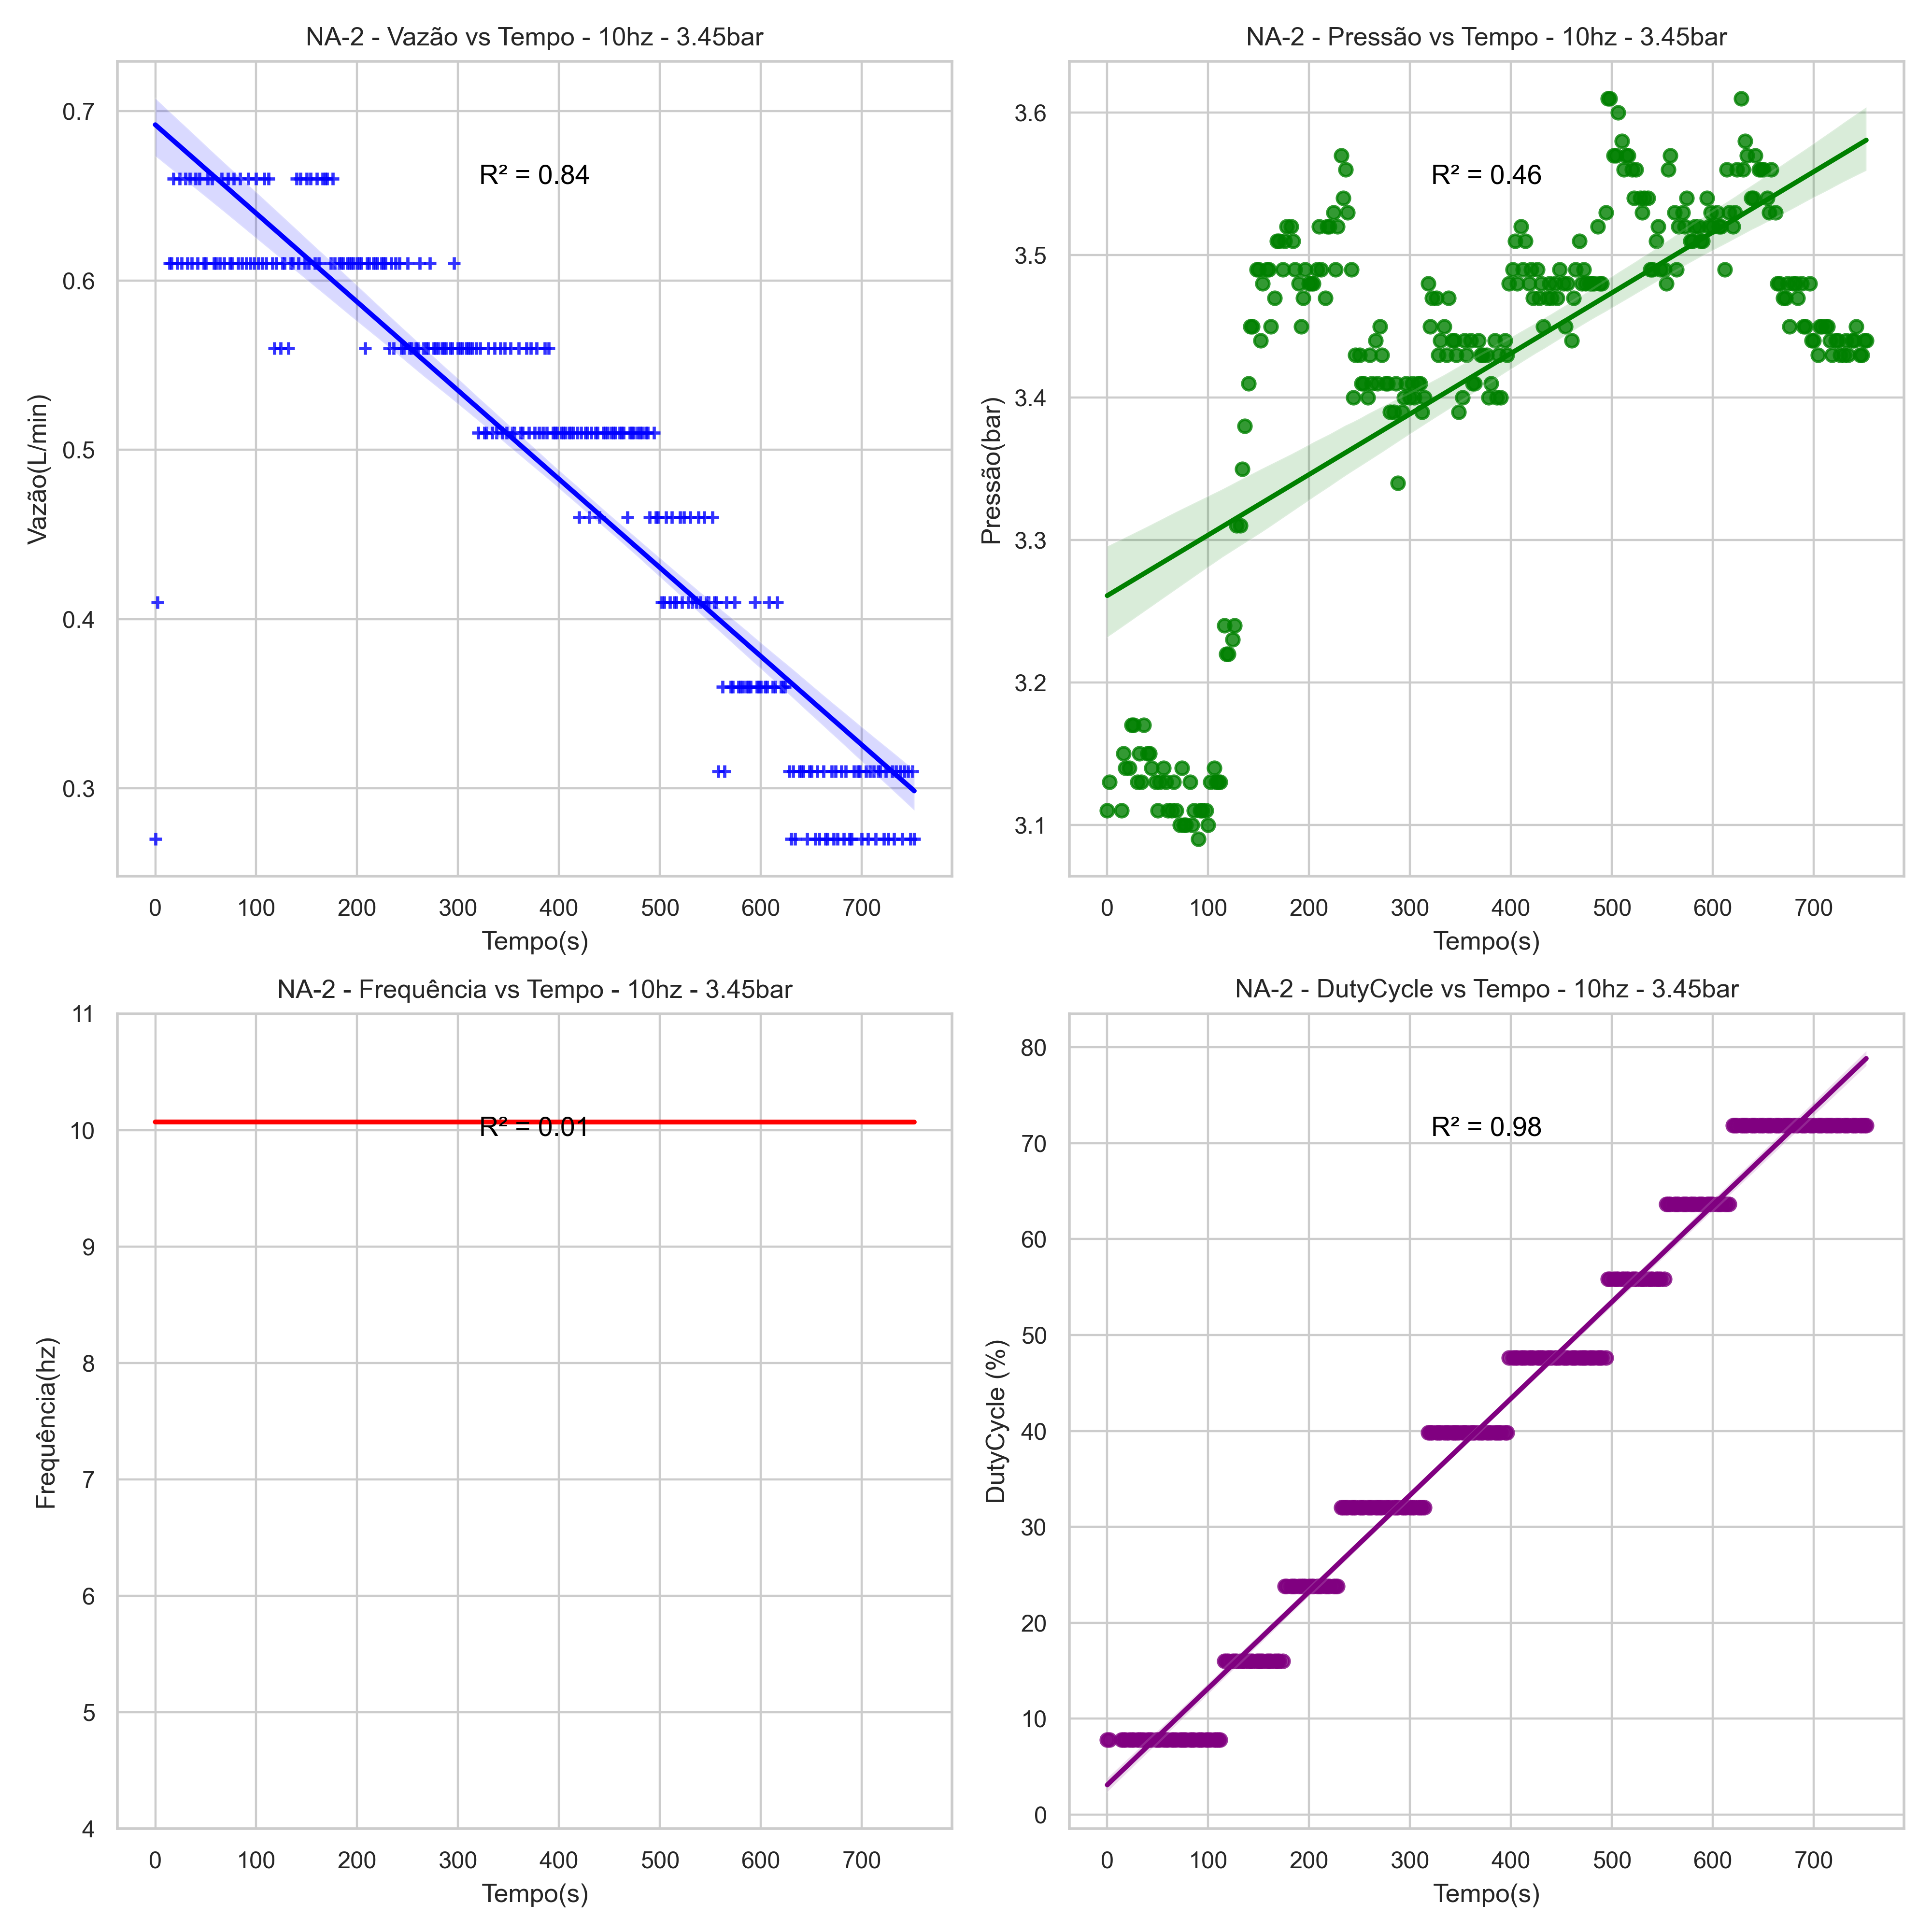 NA-2 - Vazão vs Tempo - 10hz - 3.45bar
R² = 0.84
Vazão(L/min)
0.7
0.6
0.5
0.4
0.3
0 100 200 300 400 500 600 700
Tempo(s)
NA-2 - Pressão vs Tempo - 10hz - 3.45bar
R² = 0.46
Pressão(bar)
3.6
3.5
3.4
3.3
3.2
3.1
0 100 200 300 400 500 600 700
Tempo(s)
NA-2 - Frequência vs Tempo - 10hz - 3.45bar
R² = 0.01
Frequência(hz)
11
10
9
8
7
6
5
4
0 100 200 300 400 500 600 700
Tempo(s)
NA-2 - DutyCycle vs Tempo - 10hz - 3.45bar
R² = 0.98
DutyCycle (%)
80
70
60
50
40
30
20
10
0
0 100 200 300 400 500 600 700
Tempo(s)